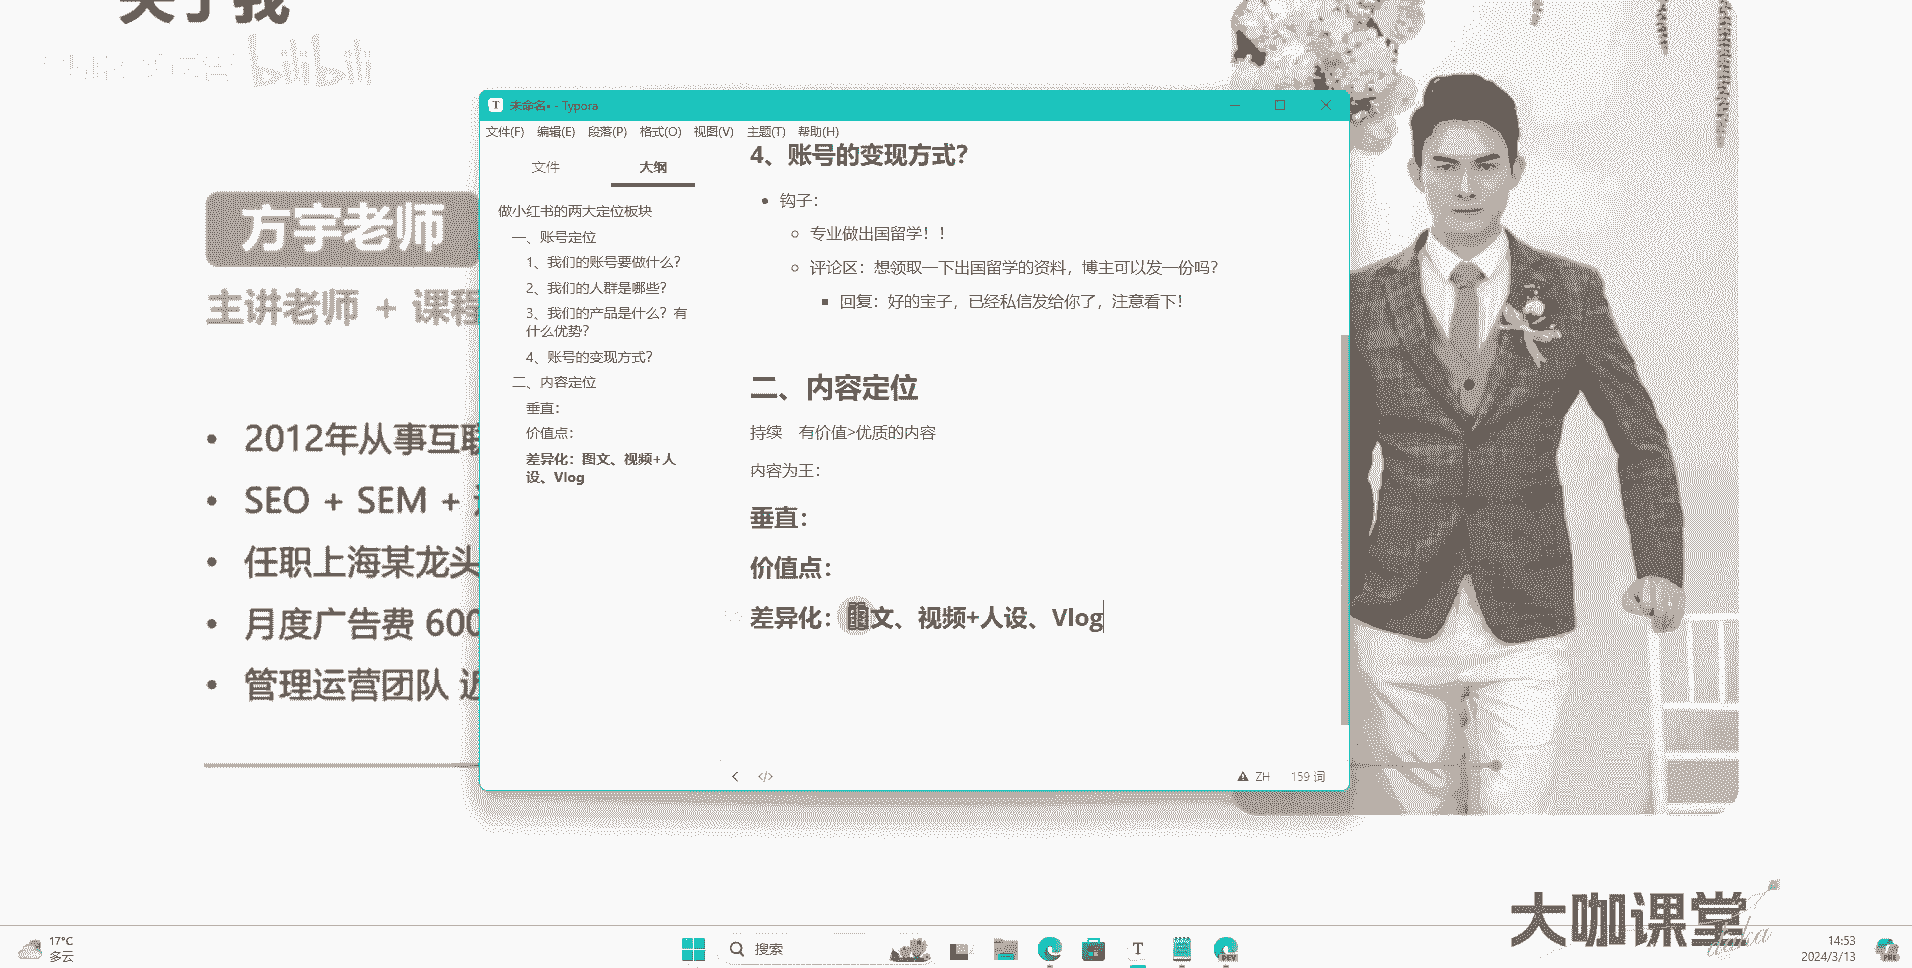 关于我
bilibili
方宇老师
主讲老师 + 课程
• 2012年从事互联
• SEO + SEM +
• 任职上海某龙头
• 月度广告费 600
• 管理运营团队 近
未命名• - Typora
文件(F) 编辑(E) 段落(P) 格式(O) 视图(V) 主题(T) 帮助(H)
文件 大纲
做小红书的两大定位板块
一、账号定位
1、我们的账号要做什么？
2、我们的人群是哪些？
3、我们的产品是什么？有
什么优势？
4、账号的变现方式？
二、内容定位
垂直：
价值点：
差异化：图文、视频+人
设、Vlog
4、账号的变现方式？
• 钩子：
○ 专业做出国留学！！
○ 评论区：想领取一下出国留学的资料，博主可以发一份吗？
▪ 回复：好的宝子，已经私信发给你了，注意看下！
二、内容定位
持续 有价值>优质的内容
内容为王：
垂直：
价值点：
差异化：图文、视频+人设、Vlog
</> ZH 159 词
大咖课堂
daka
17°C
多云
搜索
DEV
14:53
2024/3/13
PRE